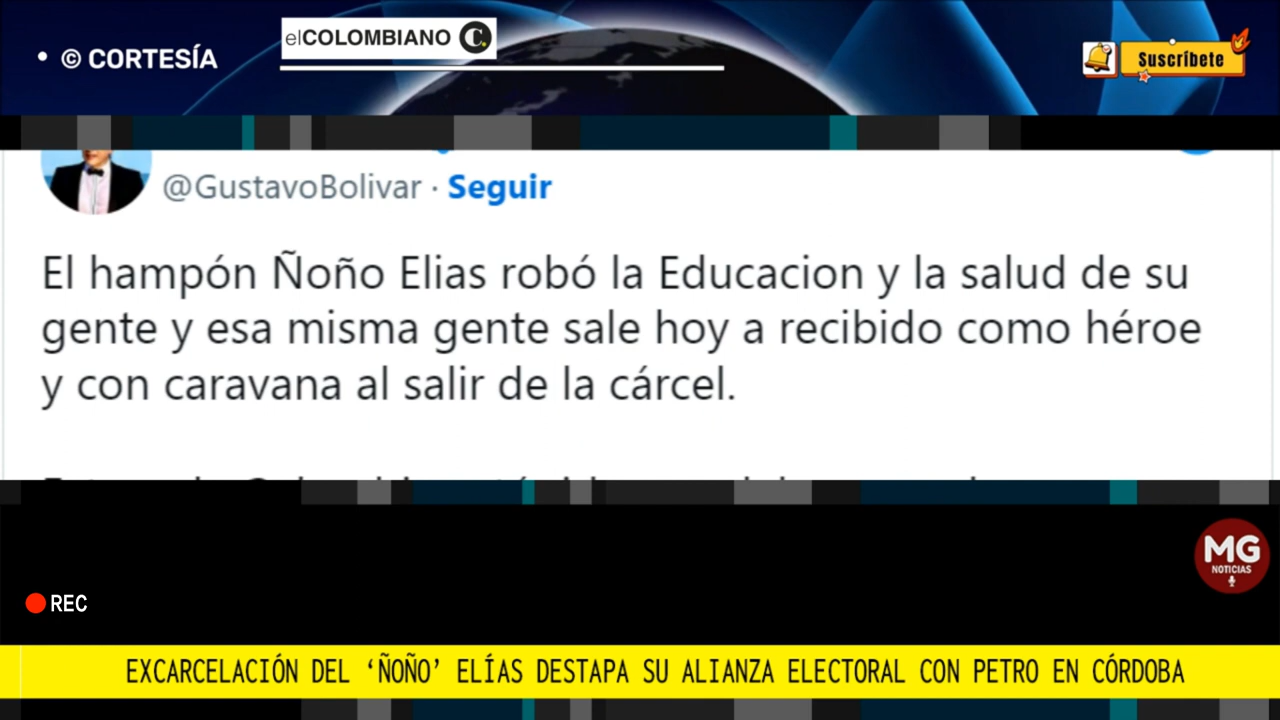 • © CORTESÍA
elCOLOMBIANO C.
Suscríbete
@GustavoBolivar · Seguir
El hampón Ñoño Elias robó la Educacion y la salud de su
gente y esa misma gente sale hoy a recibido como héroe
y con caravana al salir de la cárcel.
MG
NOTICIAS
REC
EXCARCELACIÓN DEL ‘ÑOÑO’ ELÍAS DESTAPA SU ALIANZA ELECTORAL CON PETRO EN CÓRDOBA